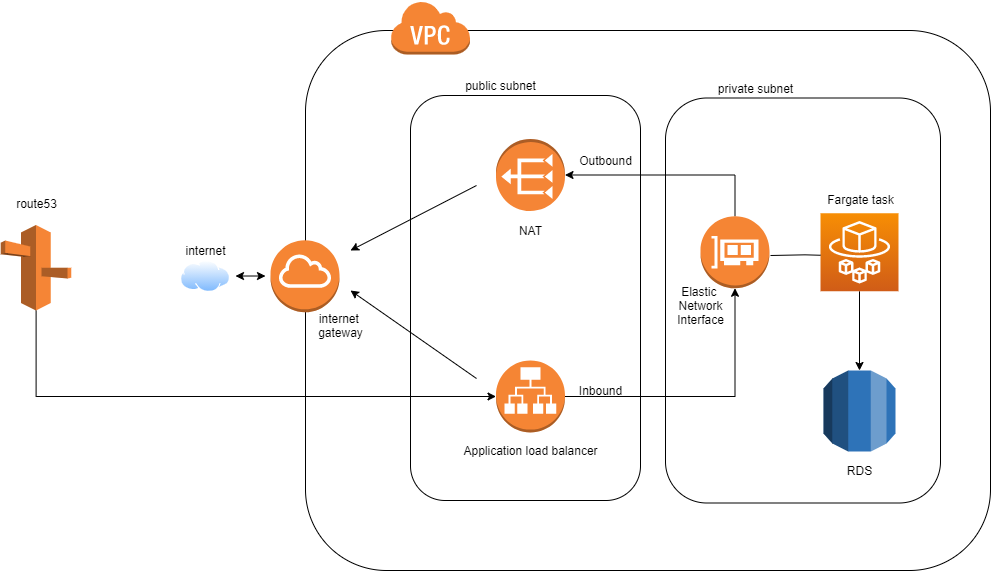 VPC
public subnet
private subnet
Outbound
Fargate task
route53
NAT
internet
Elastic
Network
Interface
internet
gateway
Inbound
Application load balancer
RDS